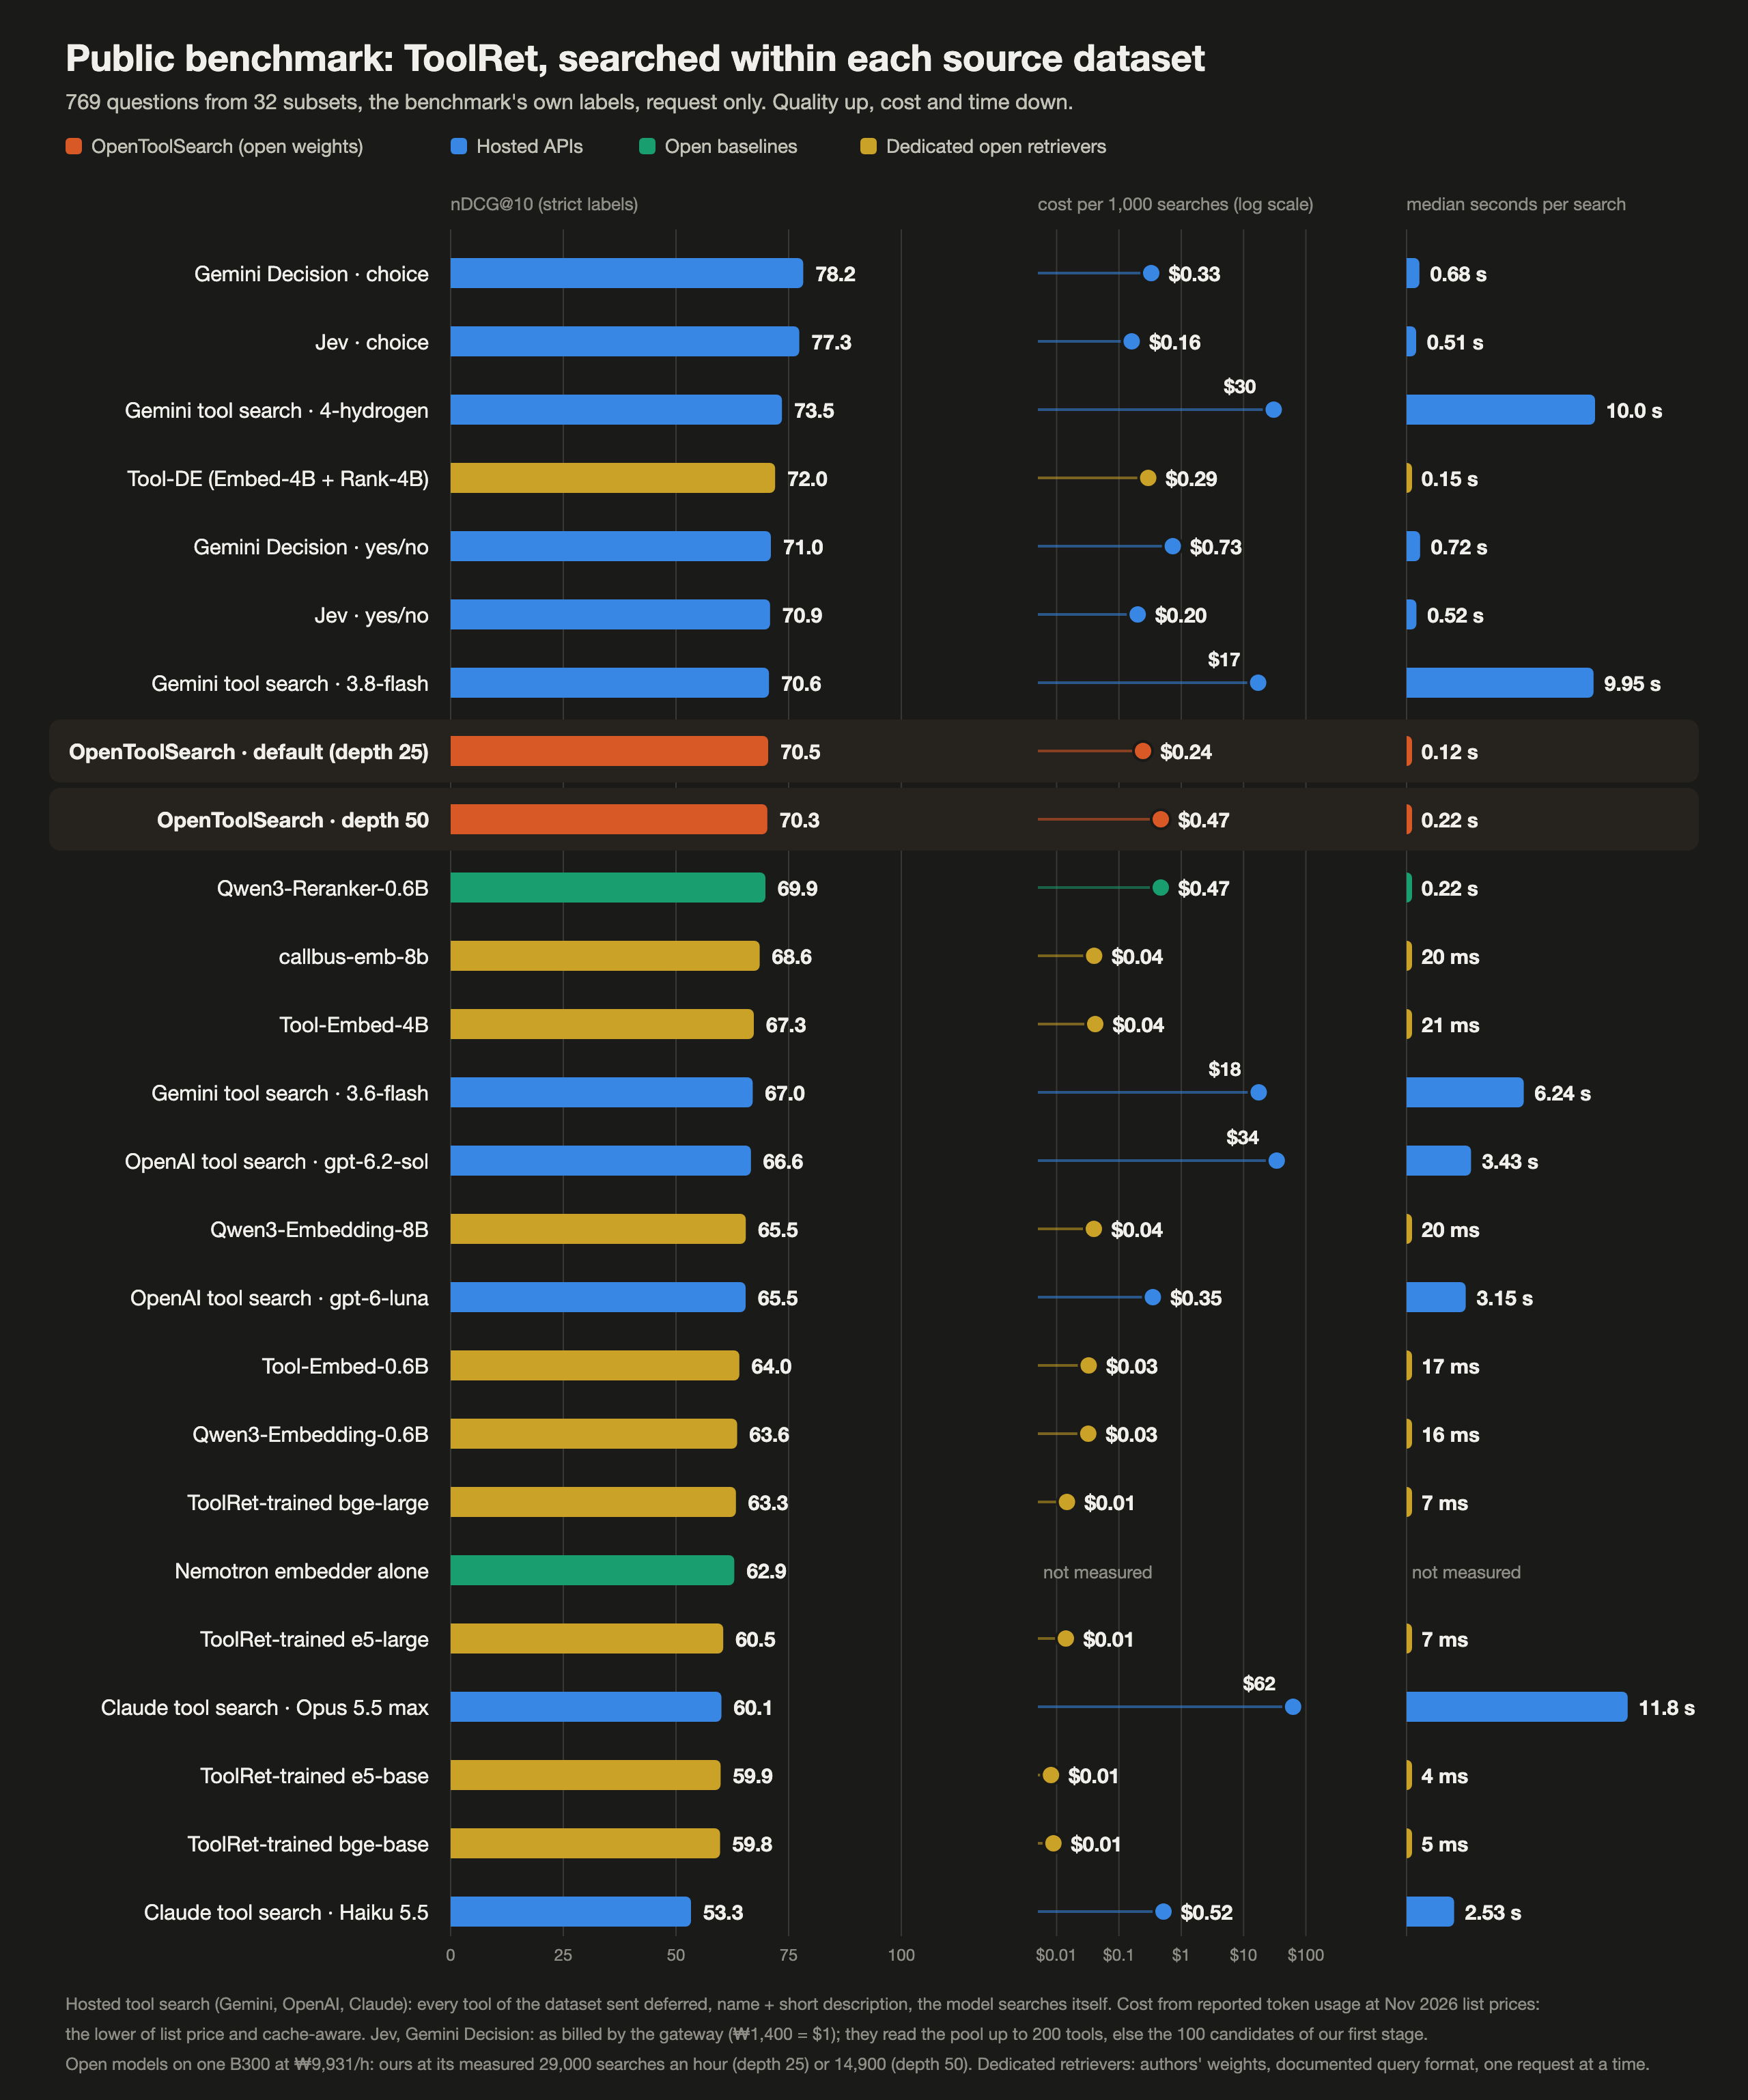 Public benchmark: ToolRet, searched within each source dataset
769 questions from 32 subsets, the benchmark's own labels, request only. Quality up, cost and time down.
OpenToolSearch (open weights) Hosted APIs Open baselines Dedicated open retrievers
nDCG@10 (strict labels) cost per 1,000 searches (log scale) median seconds per search
Gemini Decision · choice 78.2 $0.33 0.68 s
Jev · choice 77.3 $0.16 0.51 s
Gemini tool search · 4-hydrogen 73.5 $30 10.0 s
Tool-DE (Embed-4B + Rank-4B) 72.0 $0.29 0.15 s
Gemini Decision · yes/no 71.0 $0.73 0.72 s
Jev · yes/no 70.9 $0.20 0.52 s
Gemini tool search · 3.8-flash 70.6 $17 9.95 s
OpenToolSearch · default (depth 25) 70.5 $0.24 0.12 s
OpenToolSearch · depth 50 70.3 $0.47 0.22 s
Qwen3-Reranker-0.6B 69.9 $0.47 0.22 s
callbus-emb-8b 68.6 $0.04 20 ms
Tool-Embed-4B 67.3 $0.04 21 ms
Gemini tool search · 3.6-flash 67.0 $18 6.24 s
OpenAI tool search · gpt-6.2-sol 66.6 $34 3.43 s
Qwen3-Embedding-8B 65.5 $0.04 20 ms
OpenAI tool search · gpt-6-luna 65.5 $0.35 3.15 s
Tool-Embed-0.6B 64.0 $0.03 17 ms
Qwen3-Embedding-0.6B 63.6 $0.03 16 ms
ToolRet-trained bge-large 63.3 $0.01 7 ms
Nemotron embedder alone 62.9 not measured not measured
ToolRet-trained e5-large 60.5 $0.01 7 ms
Claude tool search · Opus 5.5 max 60.1 $62 11.8 s
ToolRet-trained e5-base 59.9 $0.01 4 ms
ToolRet-trained bge-base 59.8 $0.01 5 ms
Claude tool search · Haiku 5.5 53.3 $0.52 2.53 s
0 25 50 75 100 $0.01 $0.1 $1 $10 $100
Hosted tool search (Gemini, OpenAI, Claude): every tool of the dataset sent deferred, name + short description, the model searches itself. Cost from reported token usage at Nov 2026 list prices:
the lower of list price and cache-aware. Jev, Gemini Decision: as billed by the gateway (₩1,400 = $1); they read the pool up to 200 tools, else the 100 candidates of our first stage.
Open models on one B300 at ₩9,931/h: ours at its measured 29,000 searches an hour (depth 25) or 14,900 (depth 50). Dedicated retrievers: authors' weights, documented query format, one request at a time.